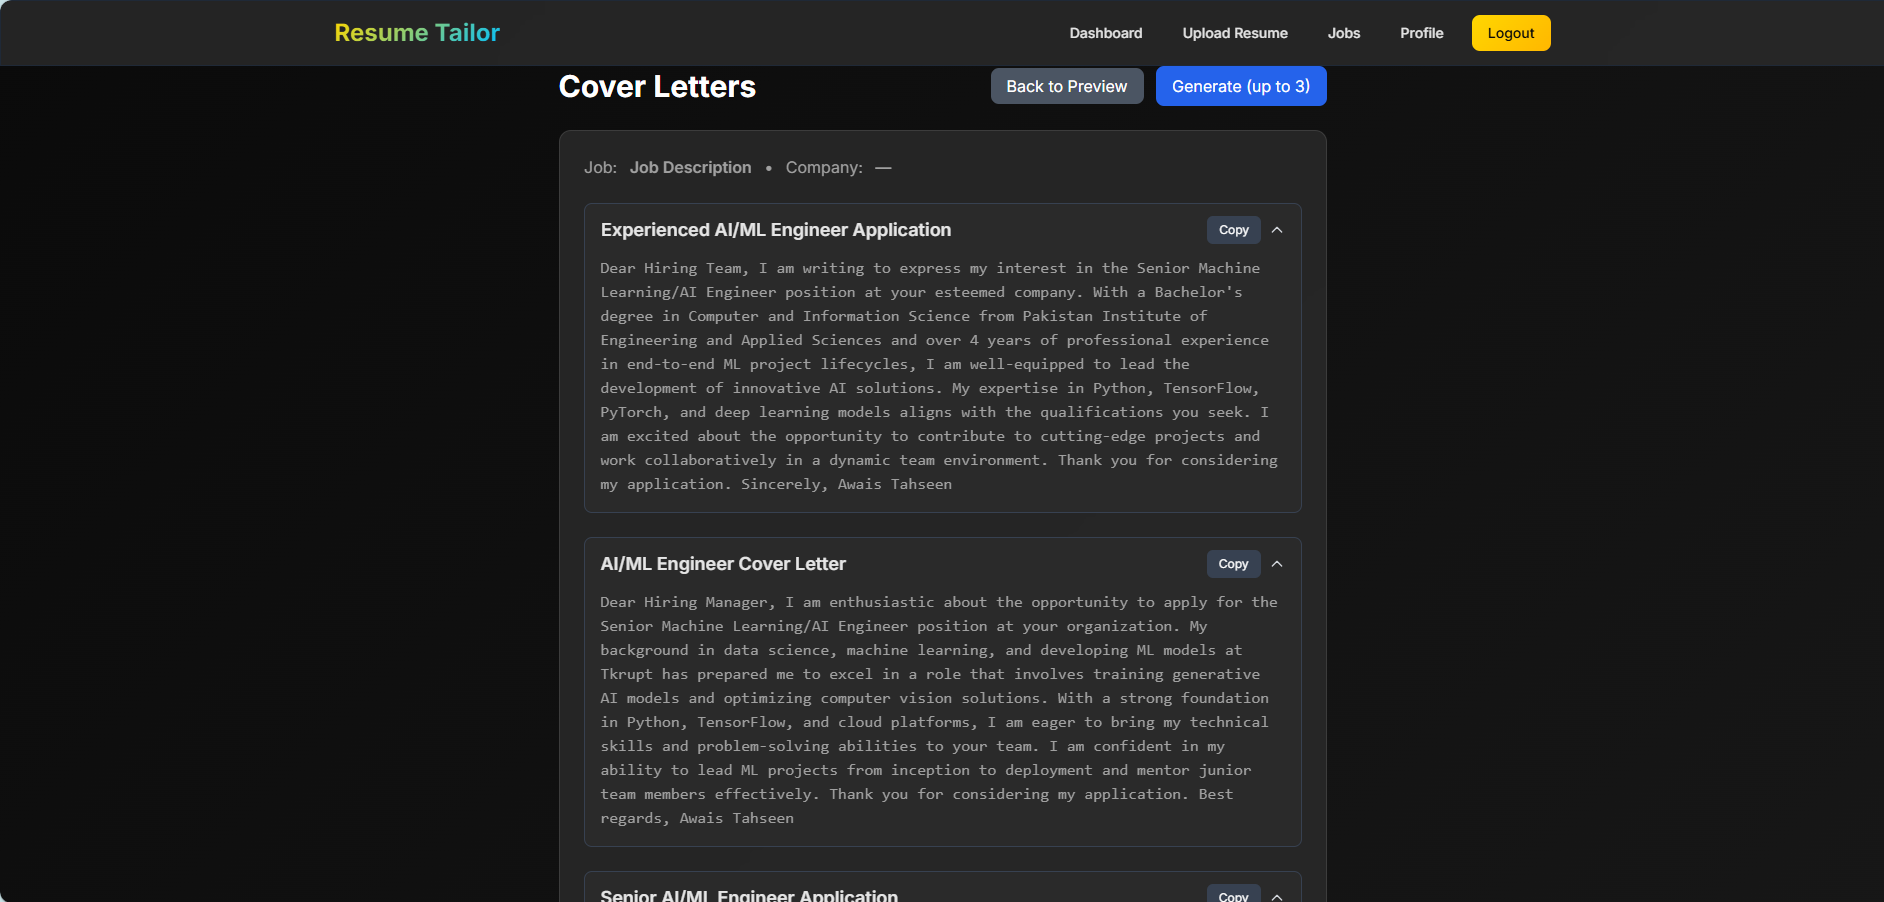 Resume Tailor
Dashboard
Upload Resume
Jobs
Profile
Logout
Cover Letters
Back to Preview
Generate (up to 3)
Job: Job Description • Company: —
Experienced AI/ML Engineer Application
Copy
Dear Hiring Team, I am writing to express my interest in the Senior Machine
Learning/AI Engineer position at your esteemed company. With a Bachelor's
degree in Computer and Information Science from Pakistan Institute of
Engineering and Applied Sciences and over 4 years of professional experience
in end-to-end ML project lifecycles, I am well-equipped to lead the
development of innovative AI solutions. My expertise in Python, TensorFlow,
PyTorch, and deep learning models aligns with the qualifications you seek. I
am excited about the opportunity to contribute to cutting-edge projects and
work collaboratively in a dynamic team environment. Thank you for considering
my application. Sincerely, Awais Tahseen
AI/ML Engineer Cover Letter
Copy
Dear Hiring Manager, I am enthusiastic about the opportunity to apply for the
Senior Machine Learning/AI Engineer position at your organization. My
background in data science, machine learning, and developing ML models at
Tkrupt has prepared me to excel in a role that involves training generative
AI models and optimizing computer vision solutions. With a strong foundation
in Python, TensorFlow, and cloud platforms, I am eager to bring my technical
skills and problem-solving abilities to your team. I am confident in my
ability to lead ML projects from inception to deployment and mentor junior
team members effectively. Thank you for considering my application. Best
regards, Awais Tahseen
Senior AI/ML Engineer Application
Copy